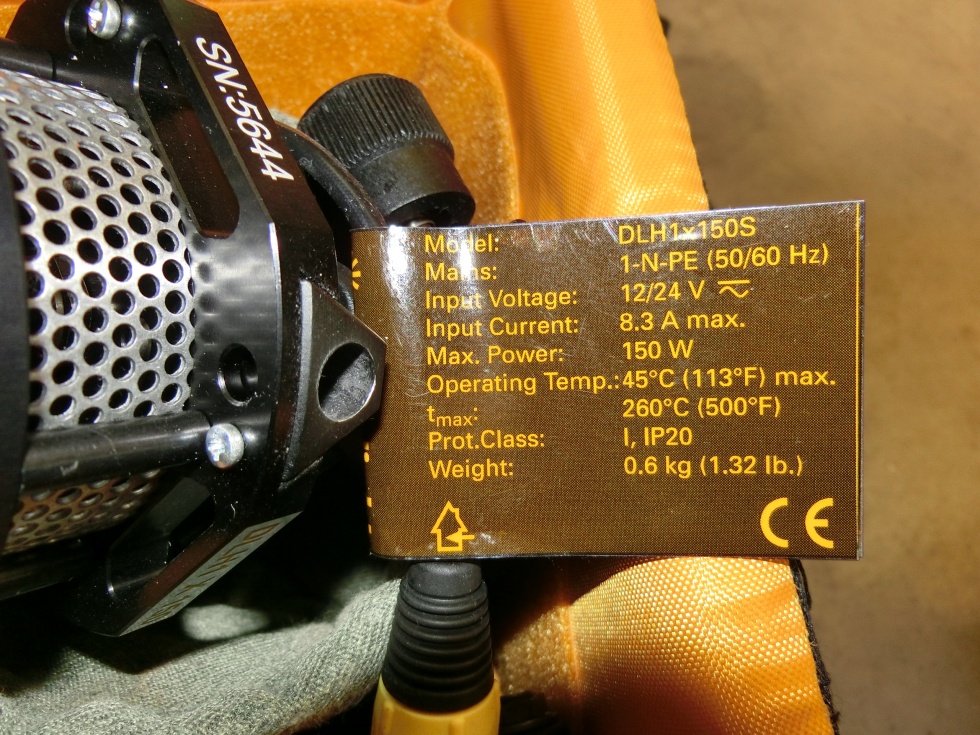 SN:5644
Model: DLH1x150S
Mains: 1-N-PE (50/60 Hz)
Input Voltage: 12/24 V
Input Current: 8.3 A max.
Max. Power: 150 W
Operating Temp.: 45°C (113°F) max.
tmax: 260°C (500°F)
Prot.Class: I, IP20
Weight: 0.6 kg (1.32 lb.)
CE